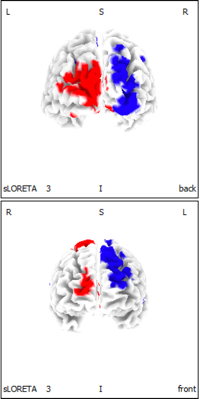 L S R
sLORETA 3 I back
R S L
sLORETA 3 I front